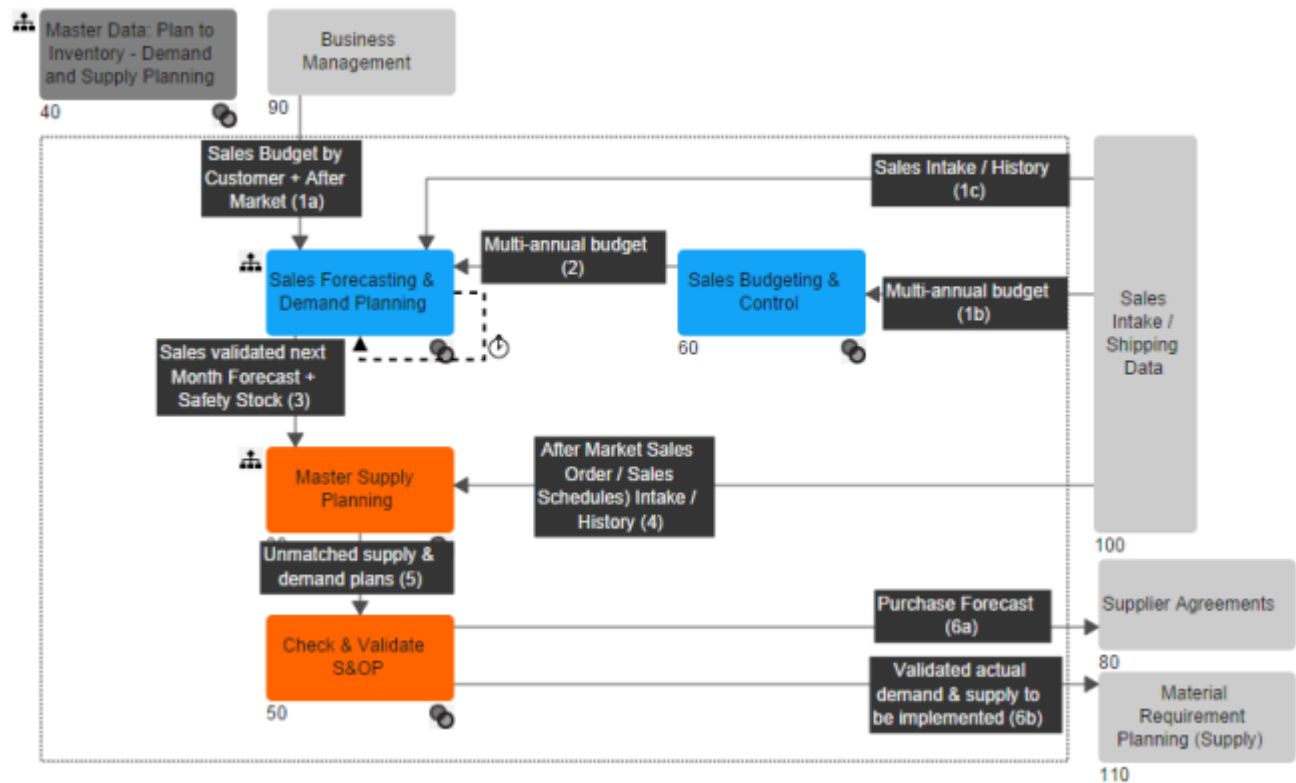 Master Data: Plan to
Inventory - Demand
and Supply Planning
40
Business
Management
90
Sales Budget by
Customer + After
Market (1a)
Sales Intake / History
(1c)
Sales Forecasting &
Demand Planning
Multi-annual budget
(2)
Sales Budgeting &
Control
60
Multi-annual budget
(1b)
Sales
Intake /
Shipping
Data
100
Sales validated next
Month Forecast +
Safety Stock (3)
Master Supply
Planning
After Market Sales
Order / Sales
Schedules) Intake /
History (4)
Unmatched supply &
demand plans (5)
Check & Validate
S&OP
50
Purchase Forecast
(6a)
Supplier Agreements
80
Validated actual
demand & supply to
be implemented (6b)
Material
Requirement
Planning (Supply)
110